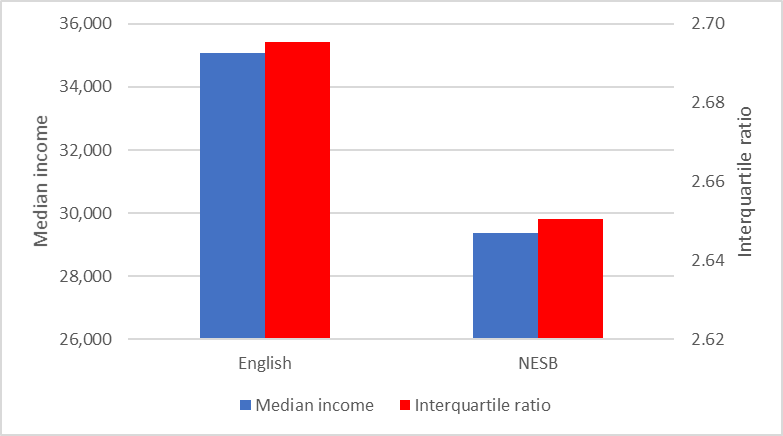 36,000
34,000
32,000
30,000
28,000
26,000
Median income
2.70
2.68
2.66
2.64
2.62
Interquartile ratio
English
NESB
Median income
Interquartile ratio